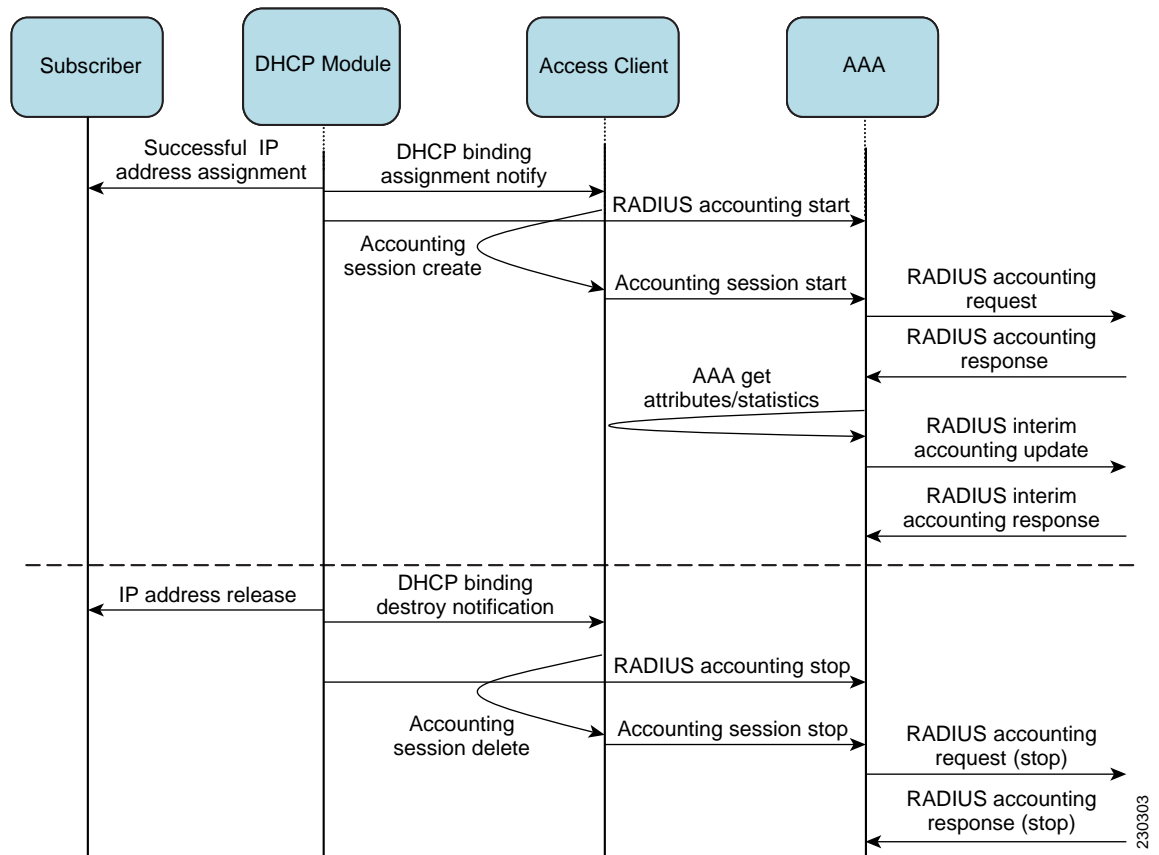 Subscriber
DHCP Module
Access Client
AAA
Successful IP
address assignment
DHCP binding
assignment notify
RADIUS accounting start
Accounting
session create
Accounting session start
RADIUS accounting
request
RADIUS accounting
response
AAA get
attributes/statistics
RADIUS interim
accounting update
RADIUS interim
accounting response
IP address release
DHCP binding
destroy notification
RADIUS accounting stop
Accounting
session delete
Accounting session stop
RADIUS accounting
request (stop)
RADIUS accounting
response (stop)
230303